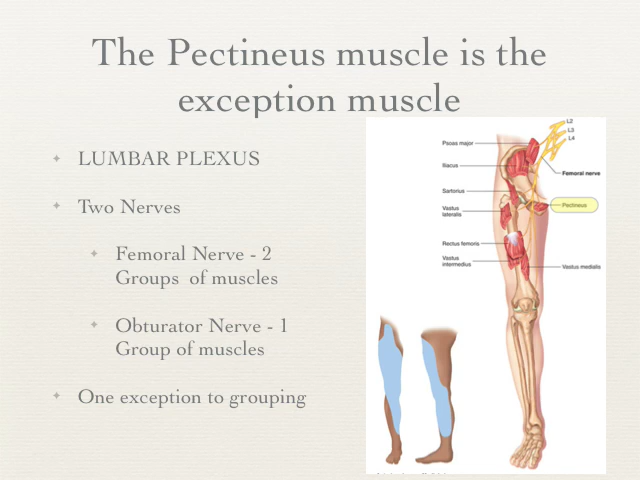 The Pectineus muscle is the
exception muscle
LUMBAR PLEXUS
Two Nerves
Femoral Nerve - 2
Groups of muscles
Obturator Nerve - 1
Group of muscles
One exception to grouping
L2
L3
L4
Psoas major
Femoral nerve
Iliacus
Sartorius
Pectineus
Vastus
lateralis
Rectus femoris
Vastus
intermedius
Vastus medialis